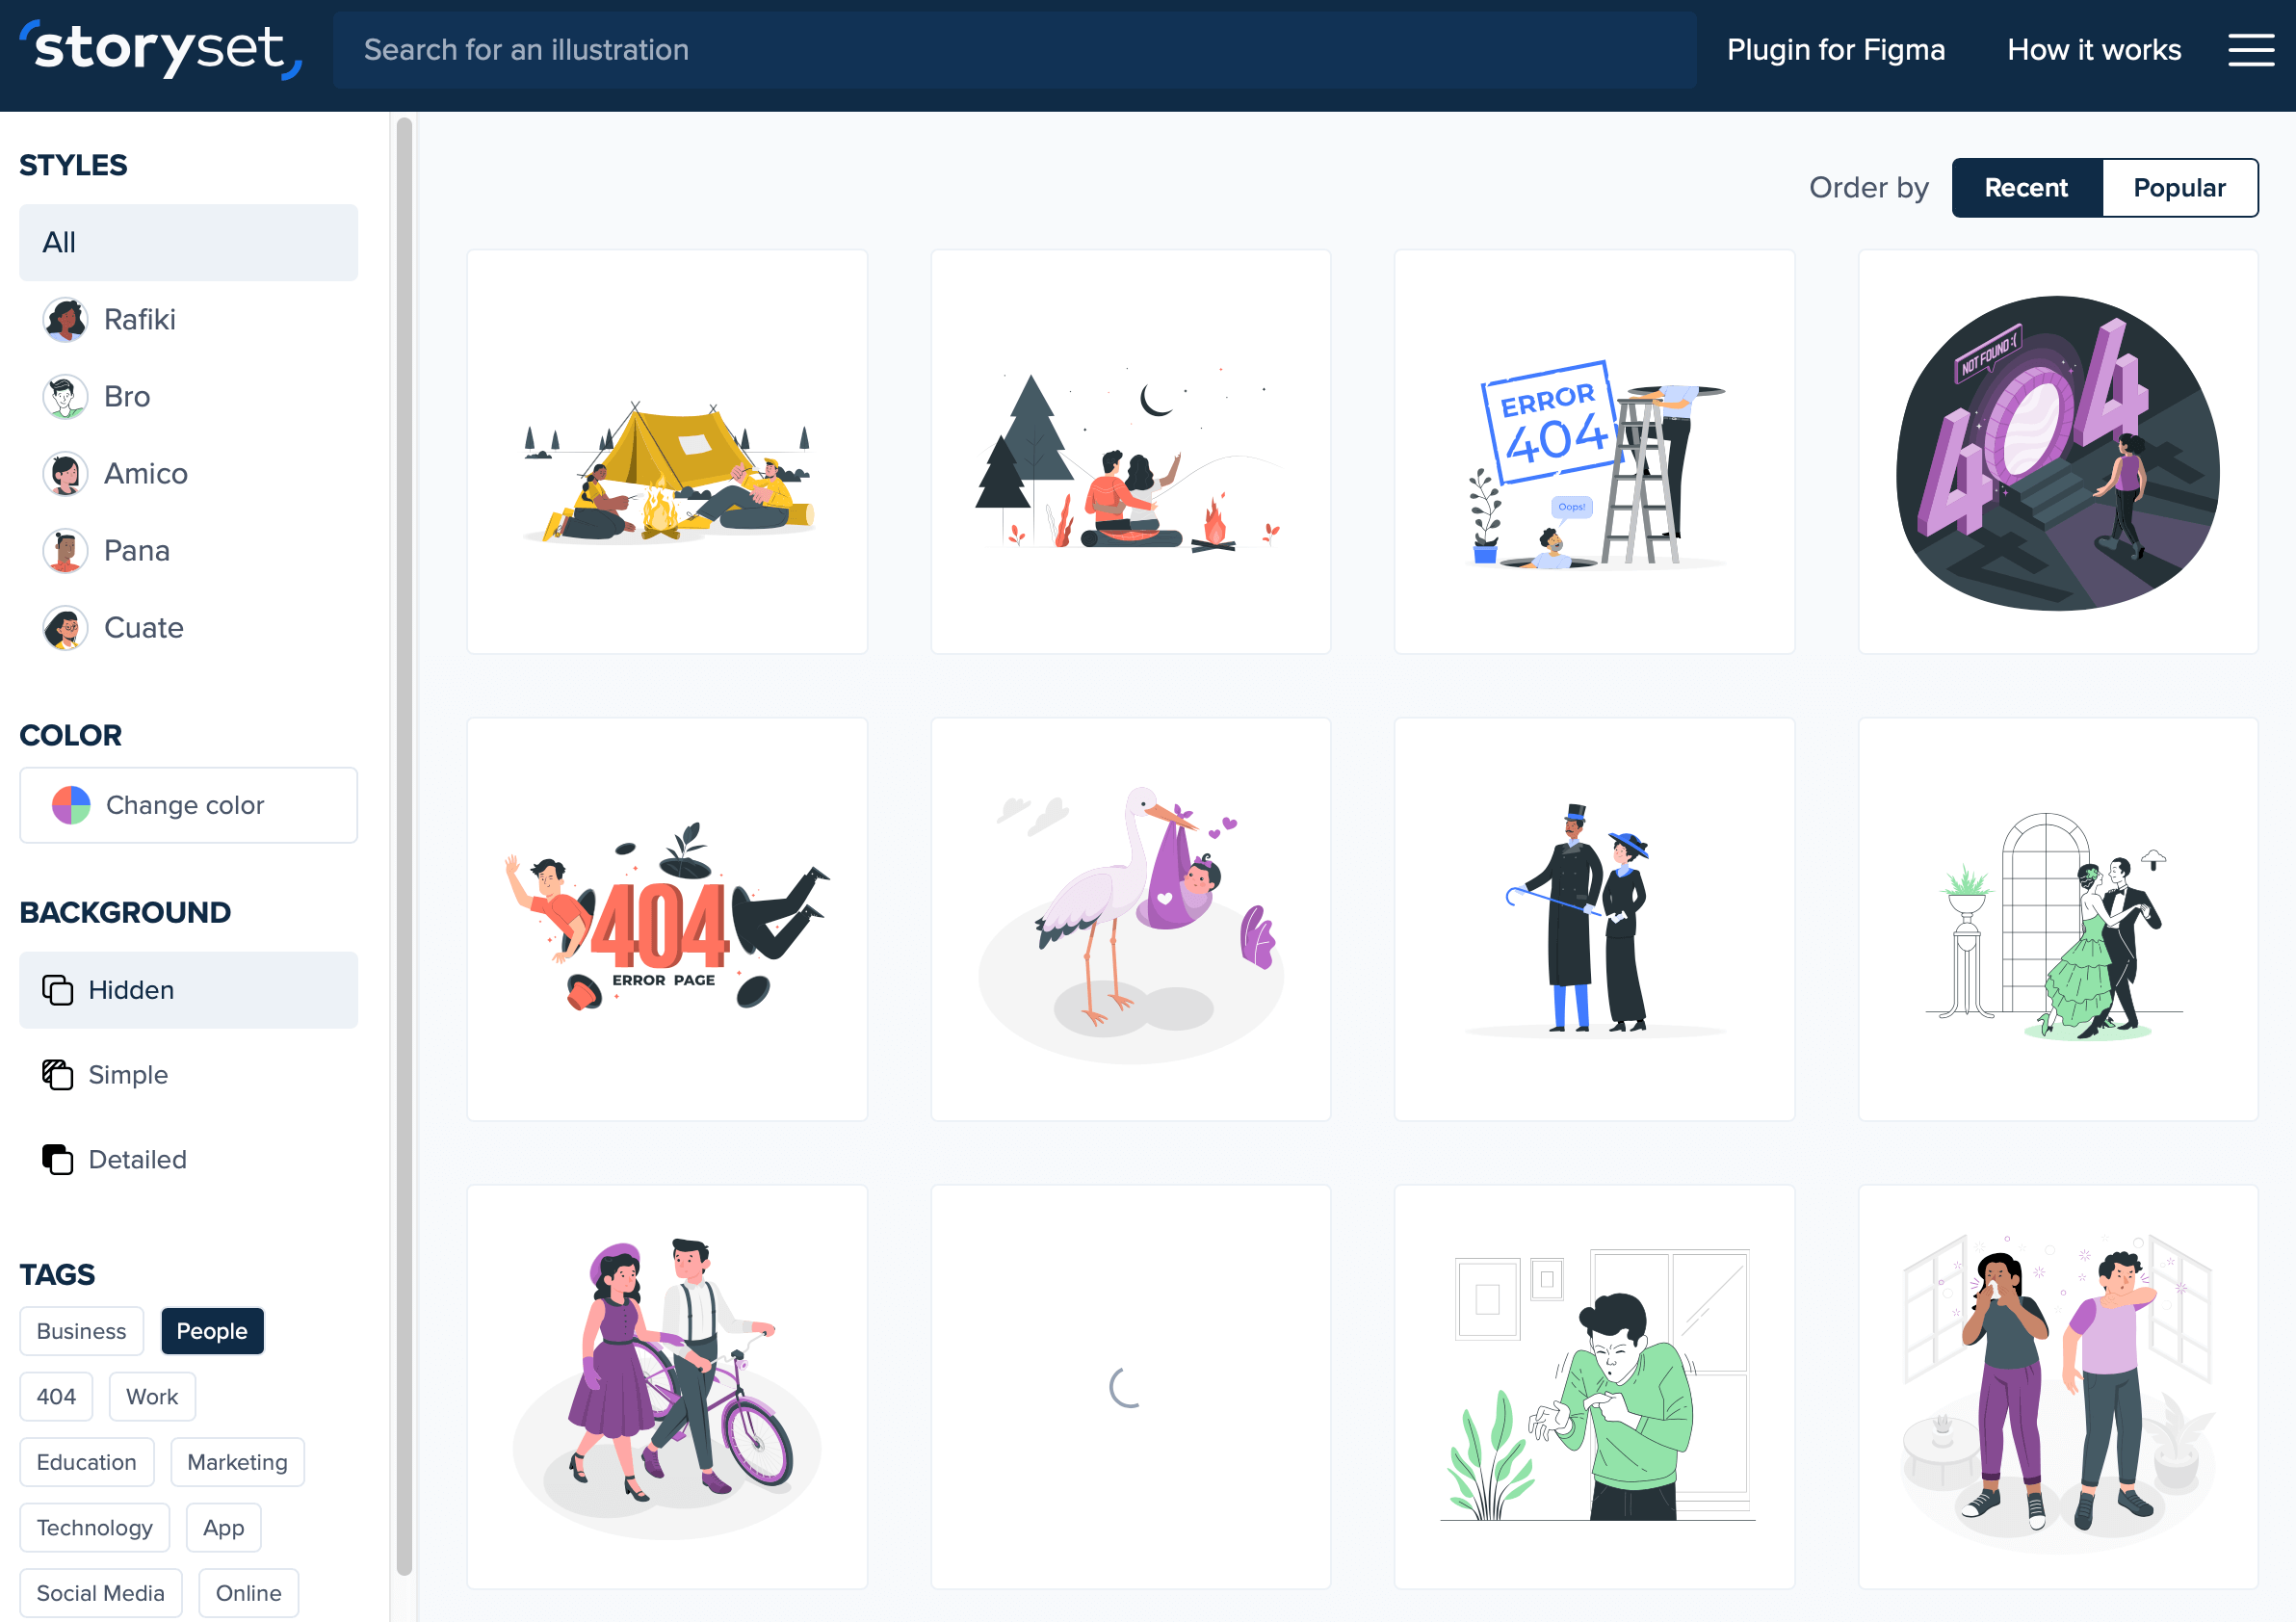 storyset
Search for an illustration
Plugin for Figma
How it works
STYLES
All
Rafiki
Bro
Amico
Pana
Cuate
COLOR
Change color
BACKGROUND
Hidden
Simple
Detailed
TAGS
Business People
404 Work
Education Marketing
Technology App
Social Media Online
Order by Recent Popular
ERROR
404
Oops!
NOT FOUND :(
404
404
ERROR PAGE